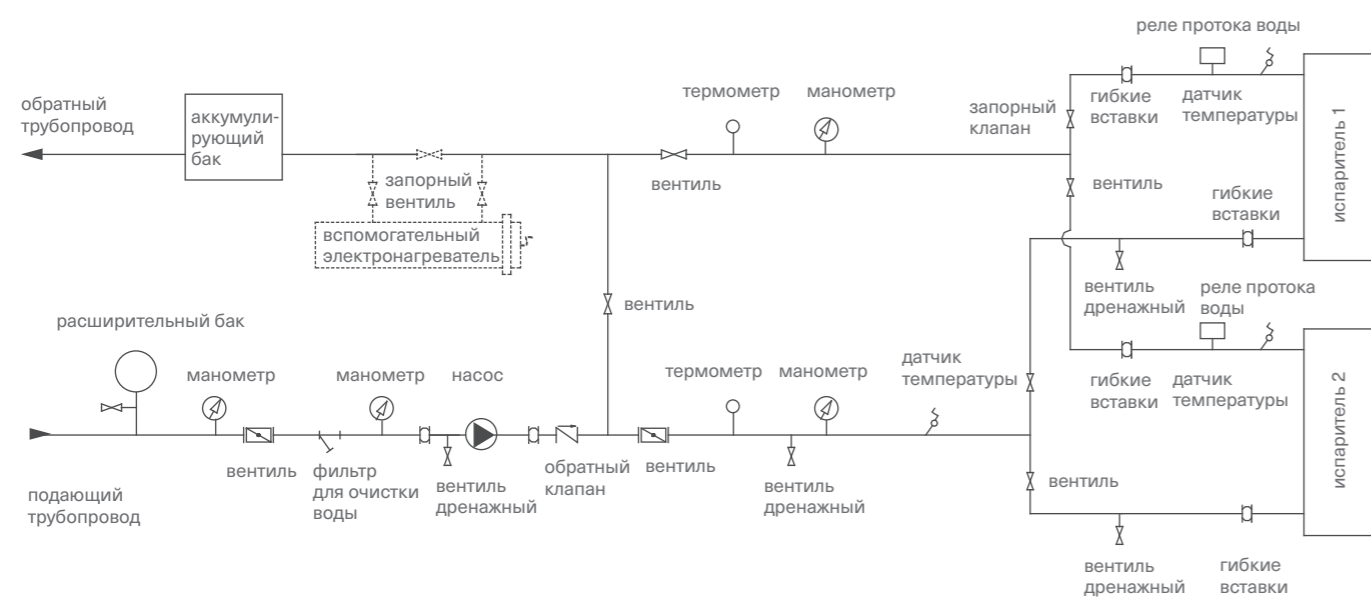 реле протока воды
обратный
трубопровод
аккумули-
рующий
бак
термометр
манометр
запорный
клапан
гибкие
вставки
датчик
температуры
испаритель 1
запорный
вентиль
вентиль
вентиль
гибкие
вставки
вспомогательный
электронагреватель
вентиль
дренажный
реле протока
воды
вентиль
расширительный бак
манометр
манометр
насос
термометр
манометр
датчик
температуры
гибкие
вставки
датчик
температуры
испаритель 2
подающий
трубопровод
вентиль
фильтр
для очистки
воды
вентиль
дренажный
обратный
клапан
вентиль
вентиль
дренажный
вентиль
вентиль
дренажный
гибкие
вставки